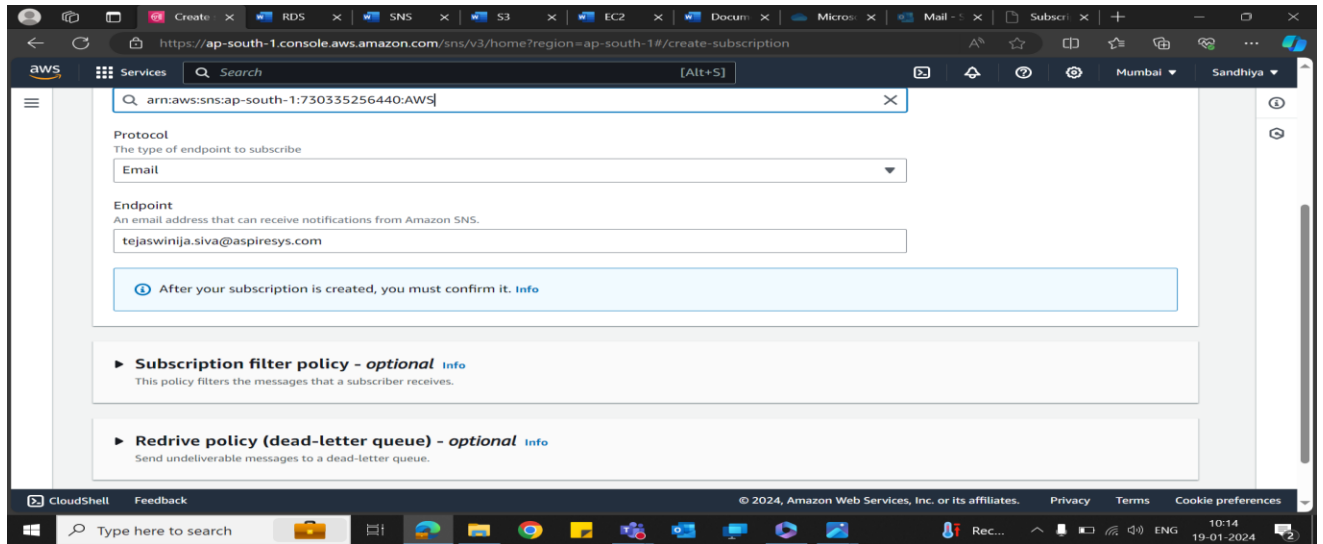 Create
RDS
SNS
S3
EC2
Docum
Micros
Mail - S
Subscri
https://ap-south-1.console.aws.amazon.com/sns/v3/home?region=ap-south-1#/create-subscription
aws
Services
Search
[Alt+S]
Mumbai
Sandhiya
arn:aws:sns:ap-south-1:730335256440:AWS
Protocol
The type of endpoint to subscribe
Email
Endpoint
An email address that can receive notifications from Amazon SNS.
tejaswinija.siva@aspiresys.com
After your subscription is created, you must confirm it. Info
Subscription filter policy - optional Info
This policy filters the messages that a subscriber receives.
Redrive policy (dead-letter queue) - optional Info
Send undeliverable messages to a dead-letter queue.
CloudShell Feedback © 2024, Amazon Web Services, Inc. or its affiliates. Privacy Terms Cookie preferences
Type here to search
Rec...
ENG
10:14
19-01-2024
2